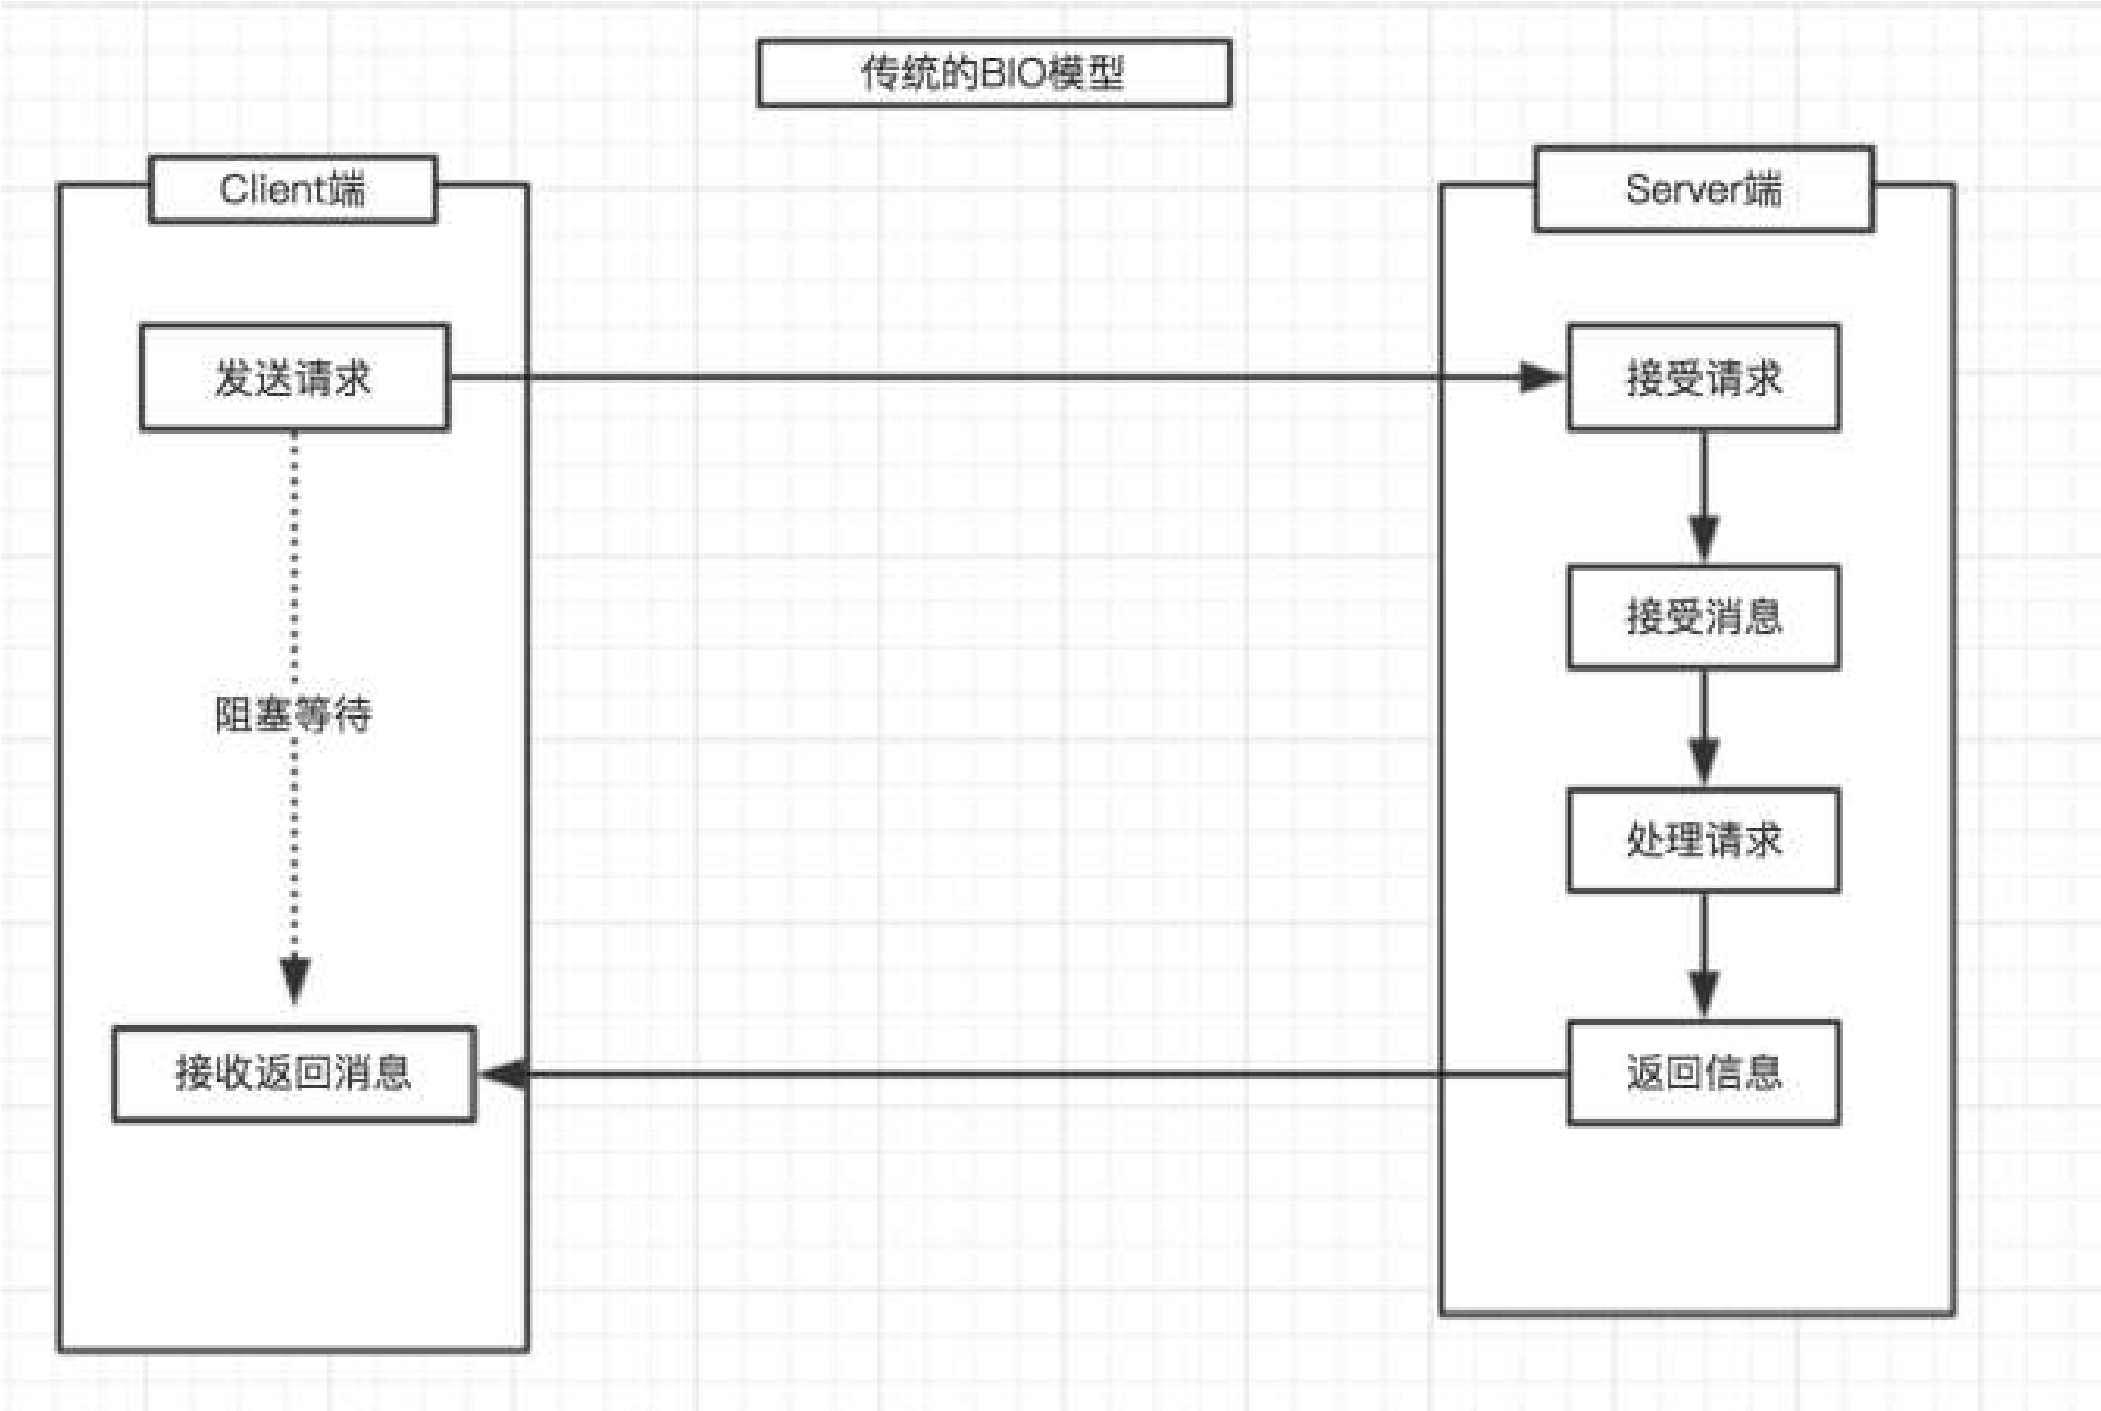 传统的BIO模型
Client端
Server端
发送请求
接受请求
接受消息
阻塞等待
处理请求
接收返回消息
返回信息